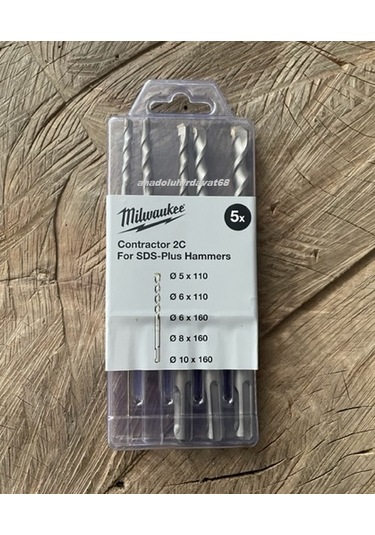 anadoluhirdavat68
Milwaukee
5x
Contractor 2C
For SDS-Plus Hammers
Ø 5 x 110
Ø 6 x 110
Ø 6 x 160
Ø 8 x 160
Ø 10 x 160